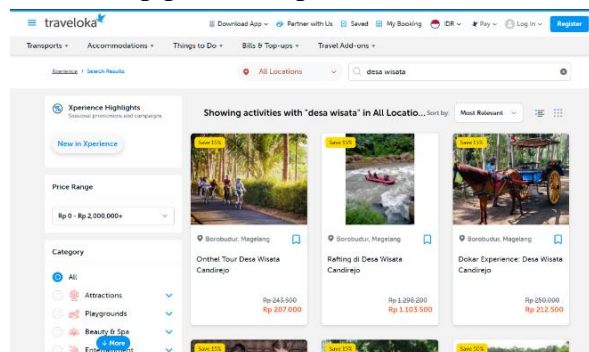 traveloka
Download App
Partner with Us
Saved
My Booking
IDR
Pay
Log In
Register
Transports
Accommodations
Things to Do
Bills & Top-ups
Travel Add-ons
Xperience / Search Results
All Locations
desa wisata
Xperience Highlights
Seasonal promotions and campaigns
New in Xperience
Showing activities with "desa wisata" in All Locatio...
Sort by:
Most Relevant
Save 15%
Save 15%
Save 15%
Price Range
Rp 0 - Rp 2,000,000+
Borobudur, Magelang
Borobudur, Magelang
Borobudur, Magelang
Category
Onthel Tour Desa Wisata
Candirejo
Rafting di Desa Wisata
Candirejo
Dokar Experience: Desa Wisata
Candirejo
All
Attractions
Rp 243.500
Rp 207.000
Rp 1.298.200
Rp 1.103.500
Rp 250.000
Rp 212.500
Playgrounds
Beauty & Spa
More
Save 15%
Save 15%